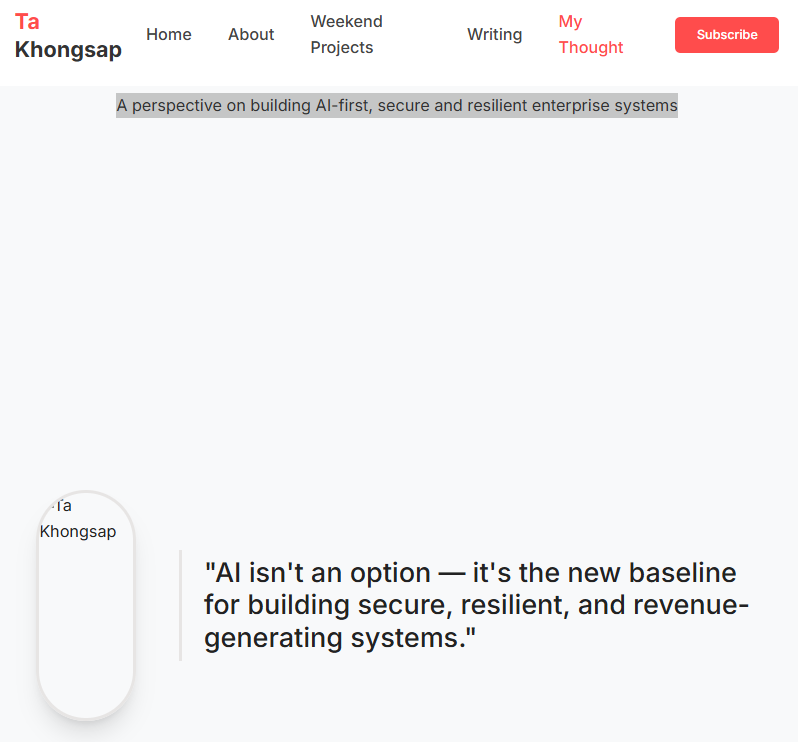 Ta
Khongsap
Home
About
Weekend
Projects
Writing
My
Thought
Subscribe
A perspective on building AI-first, secure and resilient enterprise systems
Ta
Khongsap
"AI isn't an option — it's the new baseline
for building secure, resilient, and revenue-
generating systems."